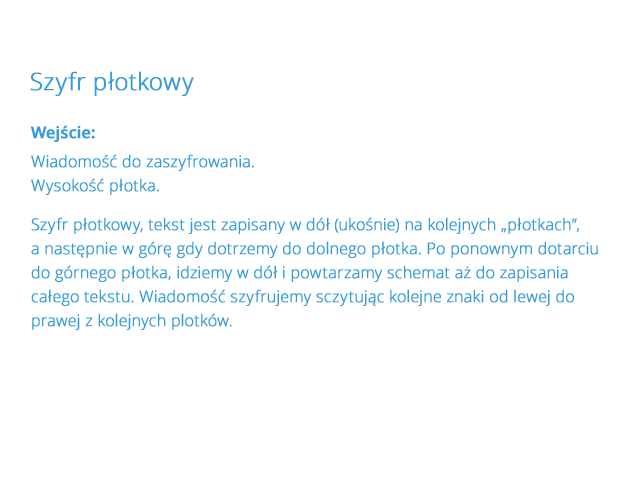 Szyfr płotkowy
Wejście:
Wiadomość do zaszyfrowania.
Wysokość płotka.
Szyfr płotkowy, tekst jest zapisany w dół (ukośnie) na kolejnych „płotkach”,
a następnie w górę gdy dotrzemy do dolnego płotka. Po ponownym dotarciu
do górnego płotka, idziemy w dół i powtarzamy schemat aż do zapisania
całego tekstu. Wiadomość szyfrujemy sczytując kolejne znaki od lewej do
prawej z kolejnych plotków.